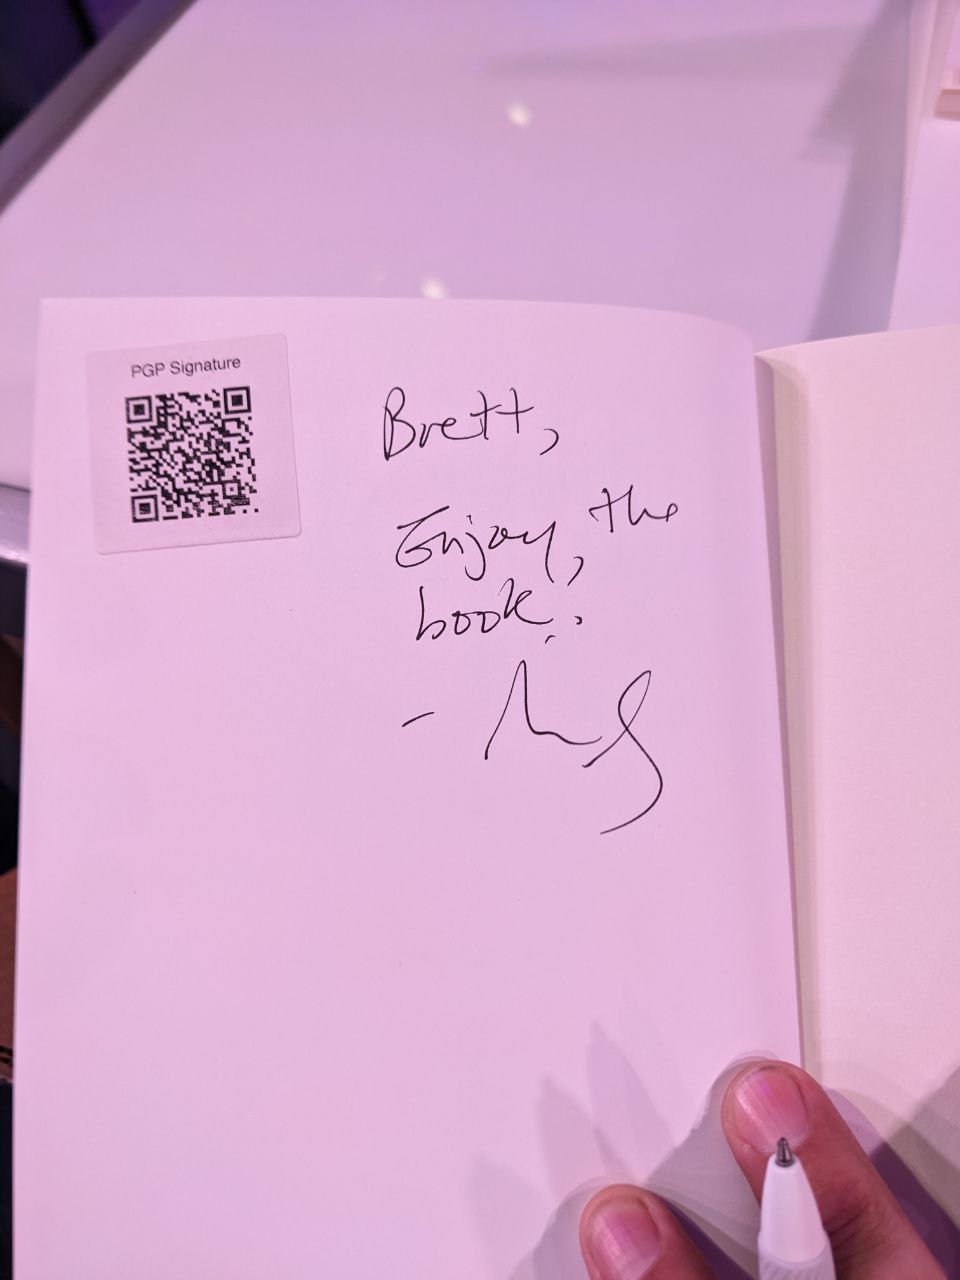 PGP Signature
Brett,
Enjoy, the
book!